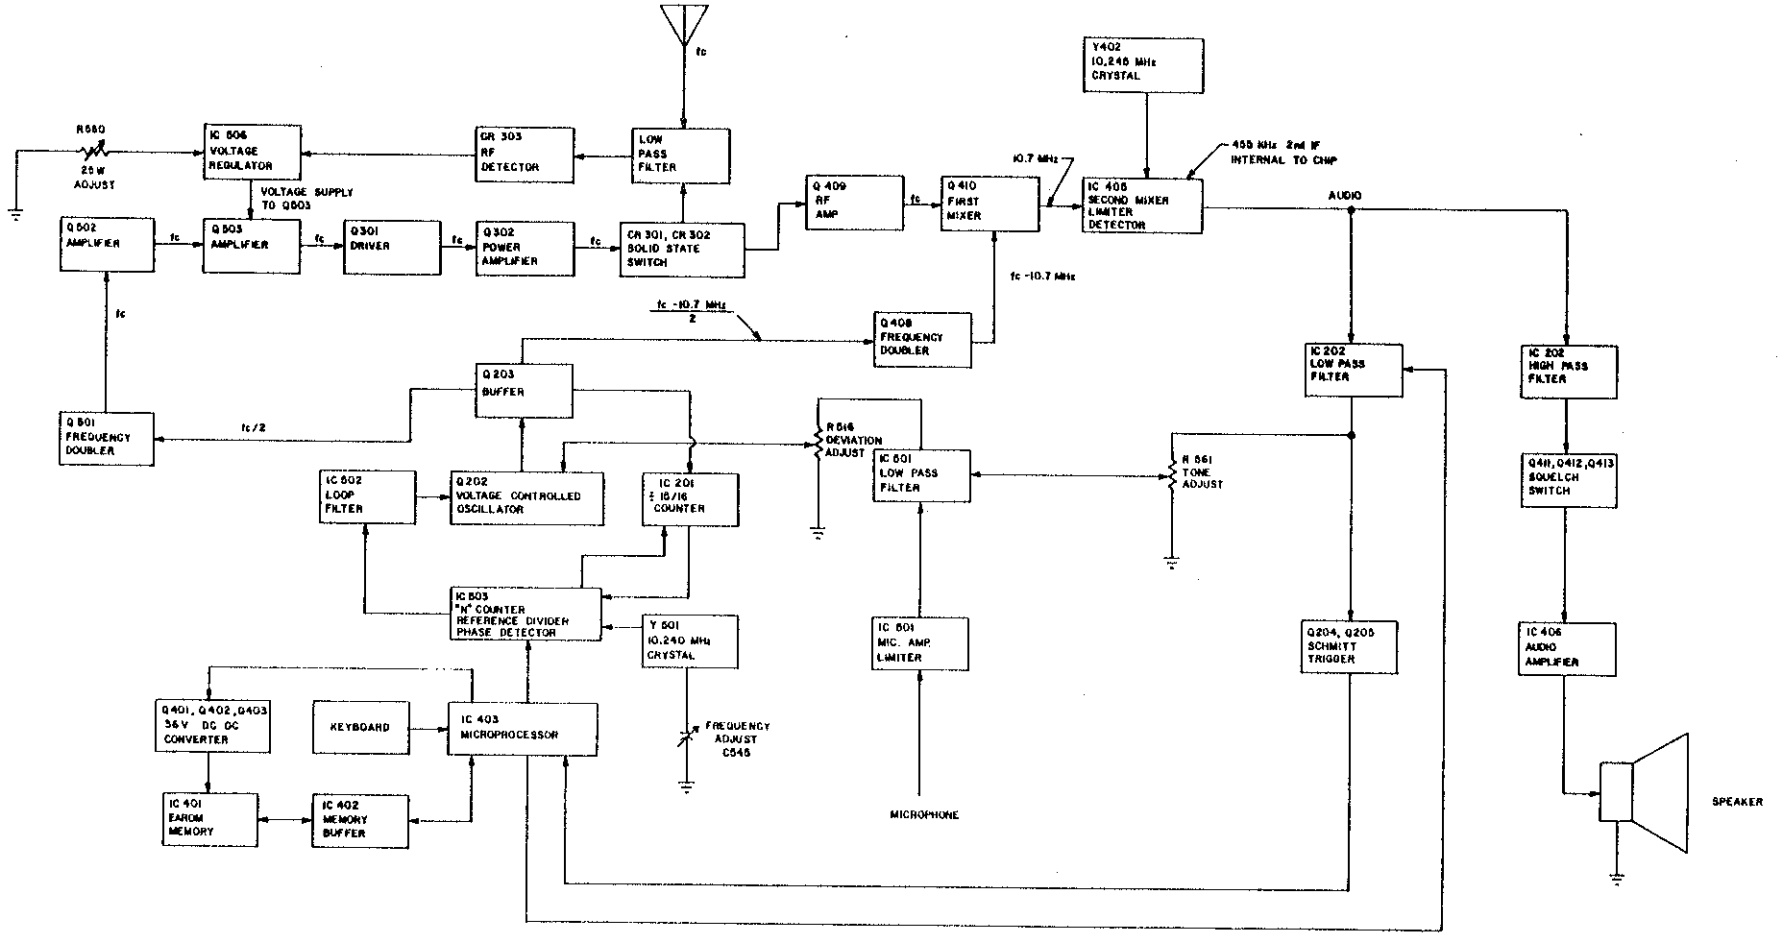 fc
Y402
10,245 MHz
CRYSTAL
R560
25W
ADJUST
IC 506
VOLTAGE
REGULATOR
CR 303
RF
DETECTOR
LOW
PASS
FILTER
455 KHz 2nd IF
INTERNAL TO CHIP
VOLTAGE SUPPLY
TO Q503
10.7 MHz
Q 409
RF
AMP
fc
Q 410
FIRST
MIXER
IC 405
SECOND MIXER
LIMITER
DETECTOR
AUDIO
Q 502
AMPLIFIER
fc
Q 503
AMPLIFIER
fc
Q301
DRIVER
fc
Q302
POWER
AMPLIFIER
fc
CR 301, CR 302
SOLID STATE
SWITCH
fc -10.7 MHz
fc
fc -10.7 MHz
2
Q 408
FREQUENCY
DOUBLER
IC 202
LOW PASS
FILTER
IC 202
HIGH PASS
FILTER
Q 203
BUFFER
Q 501
FREQUENCY
DOUBLER
fc/2
R 516
DEVIATION
ADJUST
IC 501
LOW PASS
FILTER
R 561
TONE
ADJUST
Q411, Q412, Q413
SQUELCH
SWITCH
IC 502
LOOP
FILTER
Q 202
VOLTAGE CONTROLLED
OSCILLATOR
IC 201
÷ 15/16
COUNTER
IC 503
"N" COUNTER
REFERENCE DIVIDER
PHASE DETECTOR
Y 501
10,240 MHz
CRYSTAL
IC 501
MIC. AMP.
LIMITER
Q204, Q205
SCHMITT
TRIGGER
IC 406
AUDIO
AMPLIFIER
Q401, Q402, Q403
36V DC DC
CONVERTER
KEYBOARD
IC 403
MICROPROCESSOR
FREQUENCY
ADJUST
C545
IC 401
EAROM
MEMORY
IC 402
MEMORY
BUFFER
MICROPHONE
SPEAKER